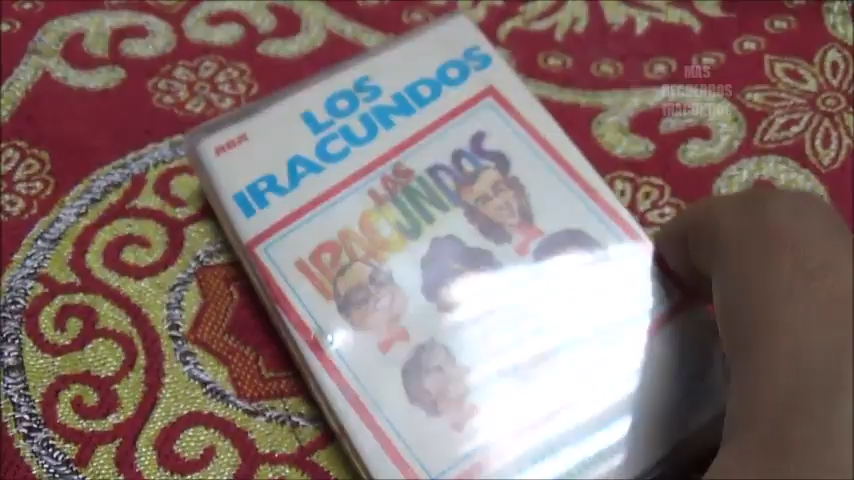 MAS
RECUERDOS
IRACUNDOS
RCA
LOS
IRACUNDOS
LOS
IRACUNDOS